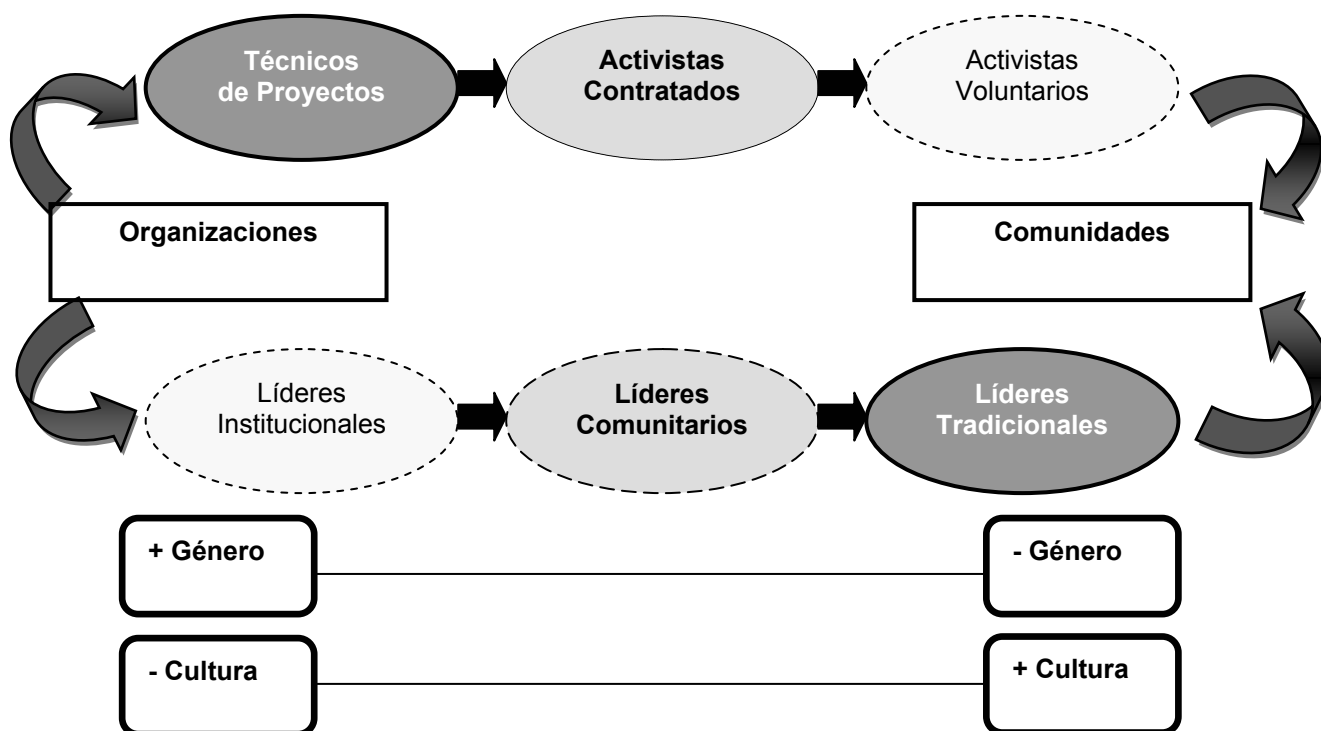 Técnicos
de Proyectos
Activistas
Contratados
Activistas
Voluntarios
Organizaciones
Comunidades
Líderes
Institucionales
Líderes
Comunitarios
Líderes
Tradicionales
+ Género
- Género
- Cultura
+ Cultura